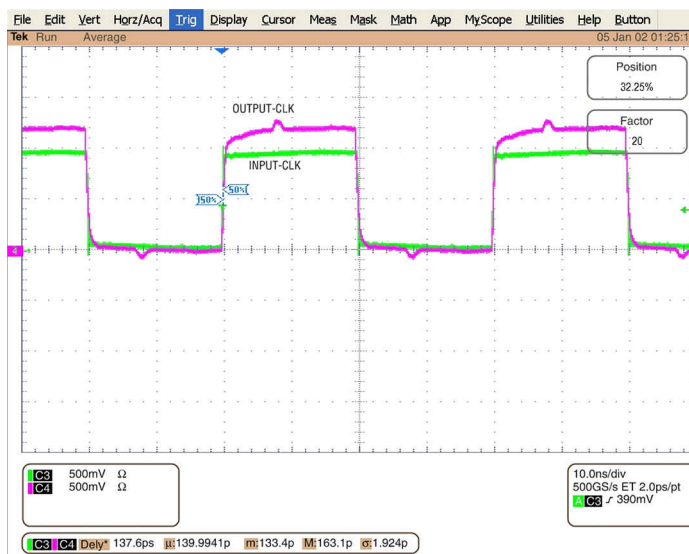 File Edit Vert Horz/Acq Trig Display Cursor Meas Mask Math App MyScope Utilities Help Button
Tek Run Average 05 Jan 02 01:25:1
Position
32.25%
OUTPUT-CLK
Factor
20
INPUT-CLK
50%
50%
4
C3 500mV Ω
C4 500mV Ω
10.0ns/div
500GS/s ET 2.0ps/pt
A C3 ∫ 390mV
C3 C4 Dely* 137.6ps µ: 139.9941p m: 133.4p M: 163.1p σ: 1.924p